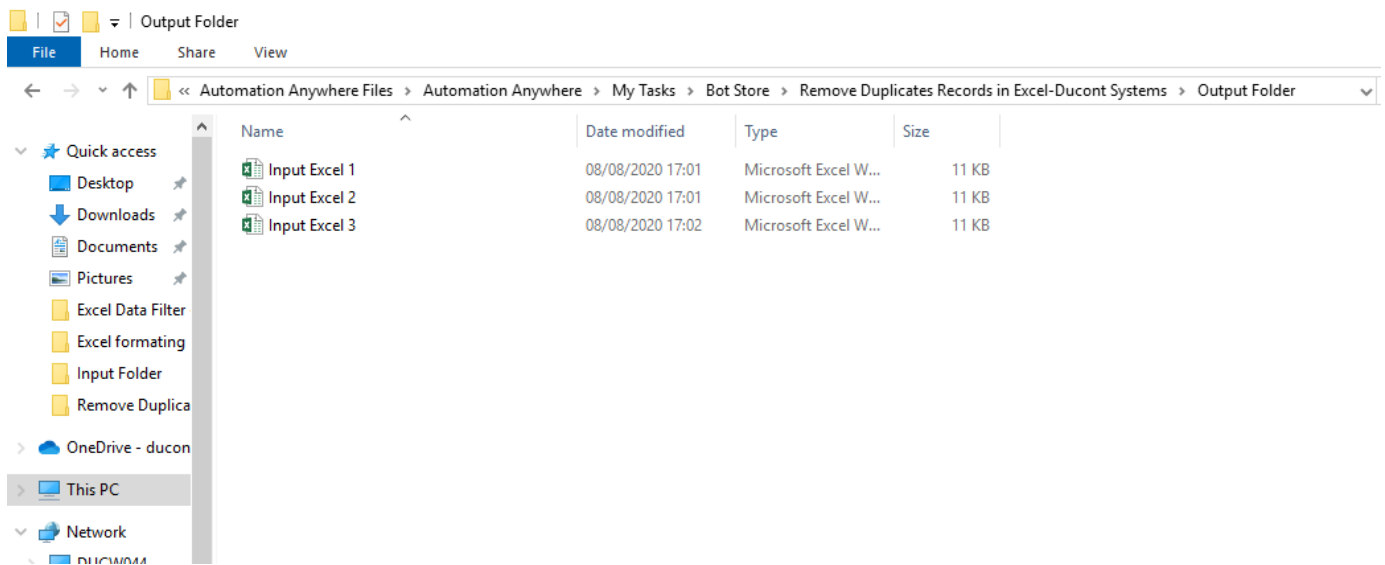 Output Folder
File Home Share View
« Automation Anywhere Files > Automation Anywhere > My Tasks > Bot Store > Remove Duplicates Records in Excel-Ducont Systems > Output Folder
Name Date modified Type Size
Quick access
Desktop
Downloads
Documents
Pictures
Excel Data Filter
Excel formating
Input Folder
Remove Duplica
OneDrive - ducon
This PC
Network
DUCW044
Input Excel 1 08/08/2020 17:01 Microsoft Excel W... 11 KB
Input Excel 2 08/08/2020 17:01 Microsoft Excel W... 11 KB
Input Excel 3 08/08/2020 17:02 Microsoft Excel W... 11 KB